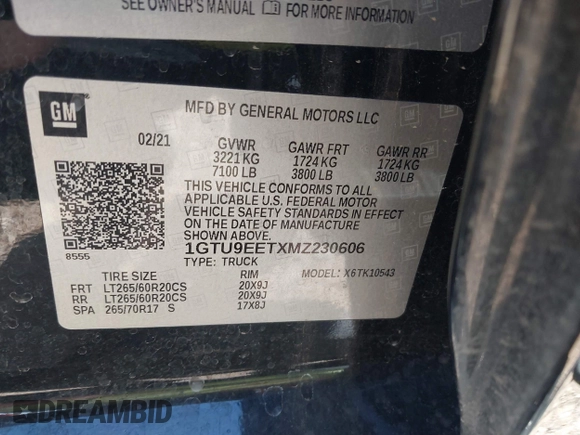 SEE OWNER'S MANUAL FOR MORE INFORMATION
GM
MFD BY GENERAL MOTORS LLC
02/21 GVWR GAWR FRT GAWR RR
3221 KG 1724 KG 1724 KG
7100 LB 3800 LB 3800 LB
THIS VEHICLE CONFORMS TO ALL
APPLICABLE U.S. FEDERAL MOTOR
VEHICLE SAFETY STANDARDS IN EFFECT
ON THE DATE OF MANUFACTURE
SHOWN ABOVE.
8555 1GTU9EETXMZ230606
TYPE: TRUCK
TIRE SIZE RIM MODEL: X6TK10543
FRT LT265/60R20CS 20X9J
RR LT265/60R20CS 20X9J
SPA 265/70R17 S 17X8J
DREAMBID